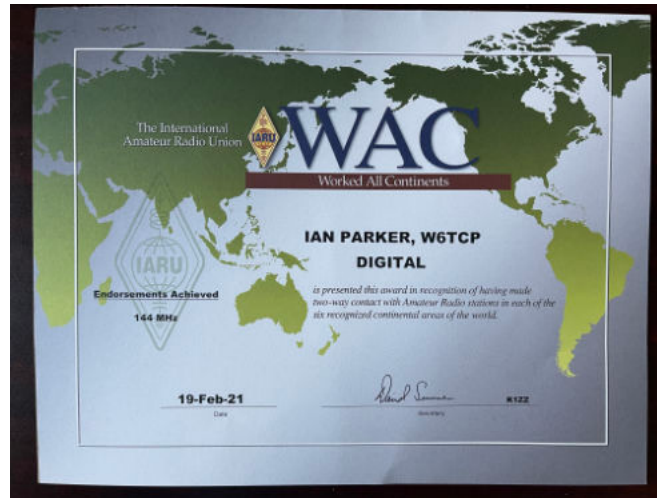 The International
Amateur Radio Union
IARU
WAC
Worked All Continents
IARU
IAN PARKER, W6TCP
DIGITAL
Endorsements Achieved
144 MHz
is presented this award in recognition of having made
two-way contact with Amateur Radio stations in each of the
six recognized continental areas of the world.
19-Feb-21
Date
David Sumner
K1ZZ
Secretary